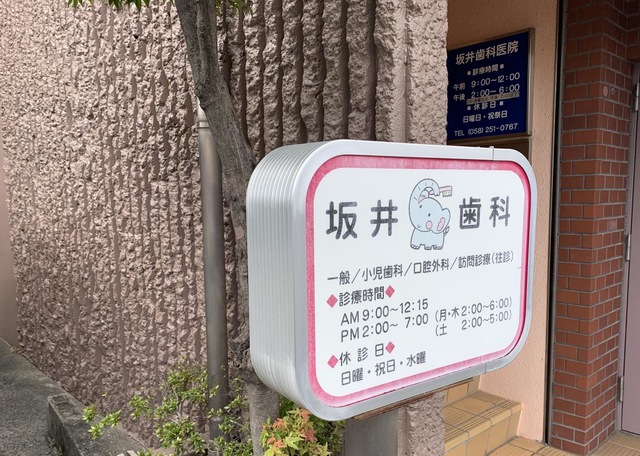 坂井歯科医院
■診療時間■
午前 9:00〜12:00
午後 2:00〜6:00
■休診日■
日曜日・祝祭日
TEL (058) 251-0767
坂井歯科
一般/小児歯科/口腔外科/訪問診療(往診)
◆診療時間◆
AM 9:00〜12:15
PM 2:00〜 7:00 (月・木 2:00〜6:00)
(土 2:00〜5:00)
◆休診日◆
日曜・祝日・水曜